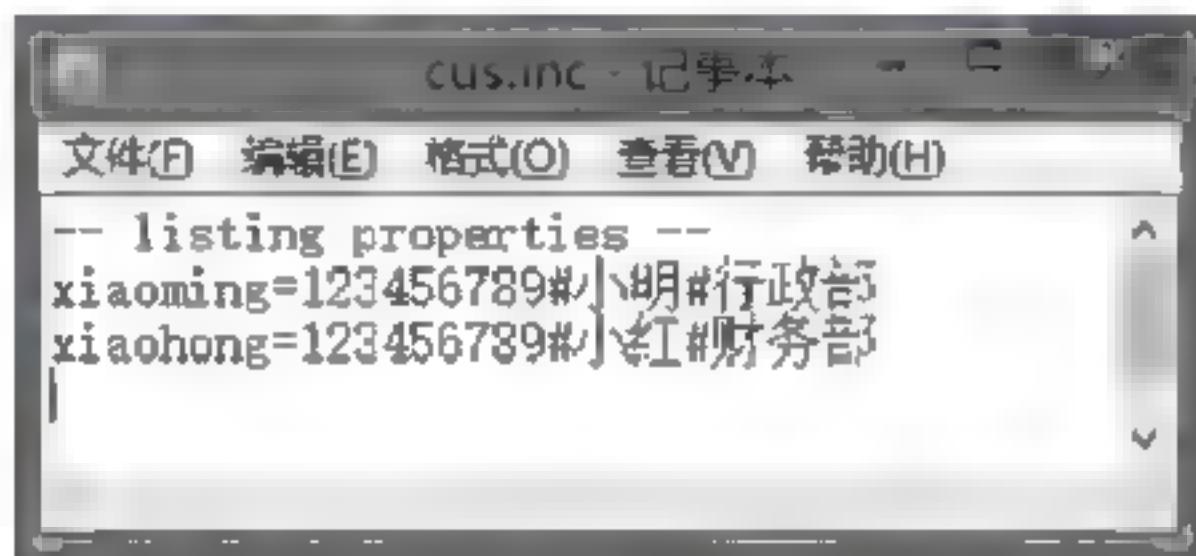 cus.inc - 记事本
文件(F) 编辑(E) 格式(O) 查看(V) 帮助(H)
-- listing properties --
xiaoming=123456789#小明#行政部
xiaohong=123456789#小红#财务部